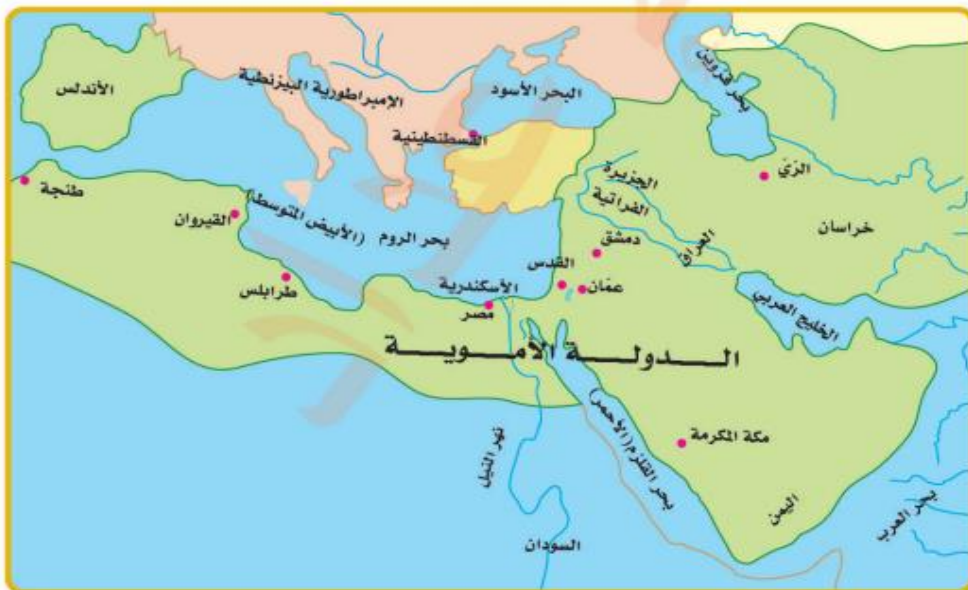 الأندلس
الإمبراطورية البيزنطية
البحر الأسود
بحر قزوين
القسطنطينية
الرّيّ
طنجة
القيروان
بحر الروم (الأبيض المتوسط)
الجزيرة
الفراتية
خراسان
دمشق
العراق
القدس
عمّان
طرابلس
الأسكندرية
مصر
الخليج العربي
الـدولـة الأمـويـة
بحر القلزم (الأحمر)
مكة المكرمة
نهر النيل
اليمن
بحر العرب
السودان